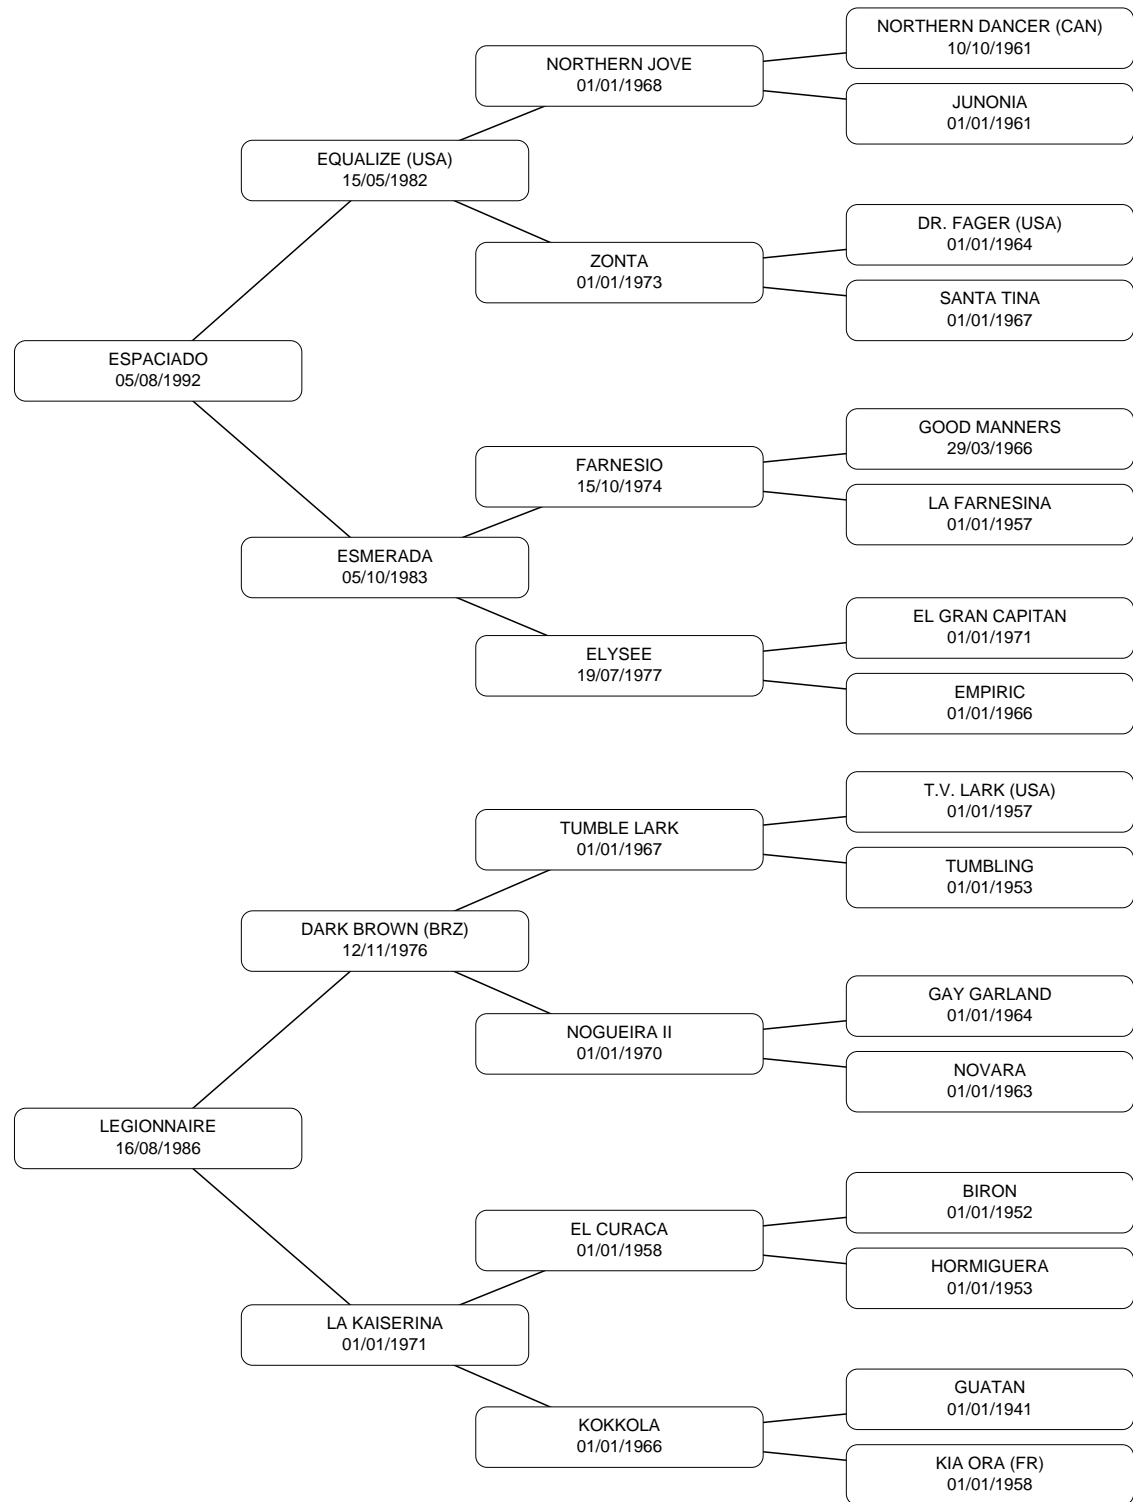 NORTHERN DANCER (CAN)
10/10/1961
NORTHERN JOVE
01/01/1968
JUNONIA
01/01/1961
EQUALIZE (USA)
15/05/1982
DR. FAGER (USA)
01/01/1964
ZONTA
01/01/1973
SANTA TINA
01/01/1967
ESPACIADO
05/08/1992
GOOD MANNERS
29/03/1966
FARNESIO
15/10/1974
LA FARNESINA
01/01/1957
ESMERADA
05/10/1983
EL GRAN CAPITAN
01/01/1971
ELYSEE
19/07/1977
EMPIRIC
01/01/1966
T.V. LARK (USA)
01/01/1957
TUMBLE LARK
01/01/1967
TUMBLING
01/01/1953
DARK BROWN (BRZ)
12/11/1976
GAY GARLAND
01/01/1964
NOGUEIRA II
01/01/1970
NOVARA
01/01/1963
LEGIONNAIRE
16/08/1986
BIRON
01/01/1952
EL CURACA
01/01/1958
HORMIGUERA
01/01/1953
LA KAISERINA
01/01/1971
GUATAN
01/01/1941
KOKKOLA
01/01/1966
KIA ORA (FR)
01/01/1958